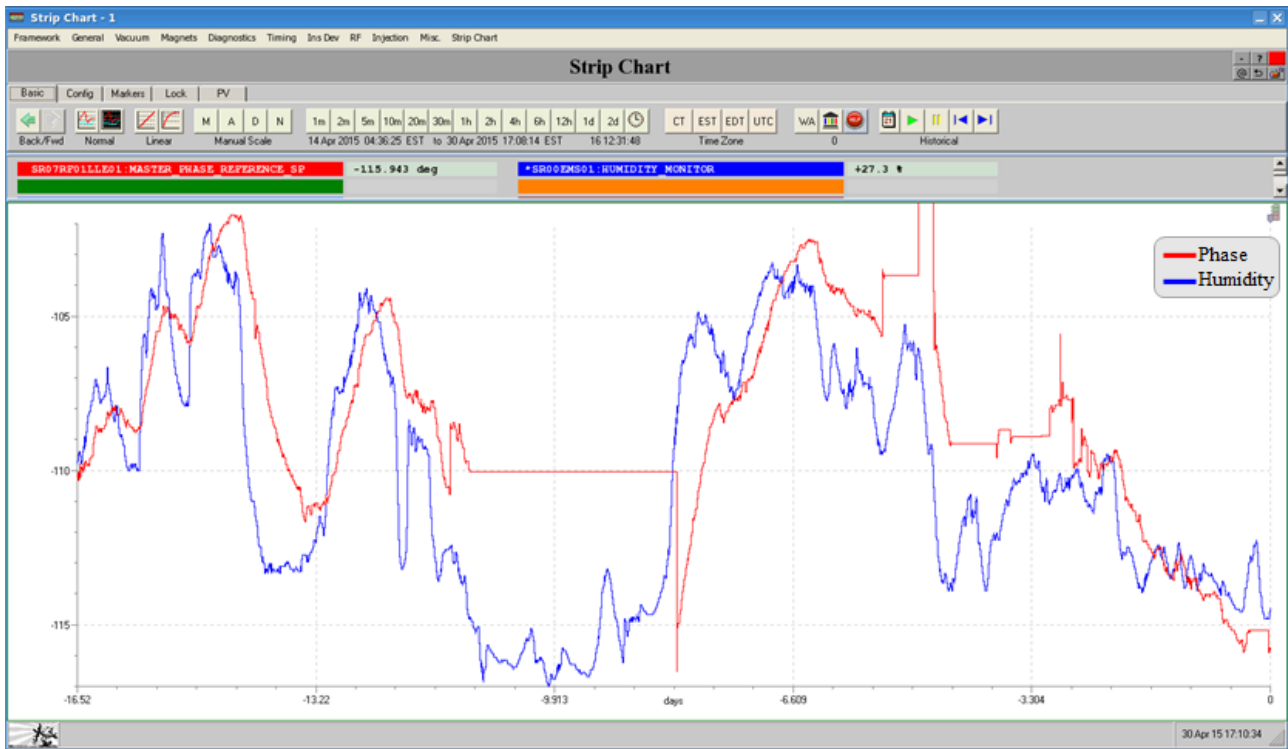 Strip Chart - 1
Framework General Vacuum Magnets Diagnostics Timing Ins Dev RF Injection Misc. Strip Chart
Strip Chart
- ?
@
Basic Config Markers Lock PV
M A D N 1m 2m 5m 10m 20m 30m 1h 2h 4h 6h 12h 1d 2d CT EST EDT UTC WA
Back/Fwd Normal Linear Manual Scale 14 Apr 2015 04:36:25 EST to 30 Apr 2015 17:08:14 EST 16 12:31:48 Time Zone 0 Historical
SR07RF01LLE01:MASTER_PHASE_REFERENCE_SP -115.943 deg *SR00EMS01:HUMIDITY_MONITOR +27.3 %
Phase
Humidity
-105
-110
-115
-16.52 -13.22 -9.913 days -6.609 -3.304 0
30 Apr 15 17:10:34